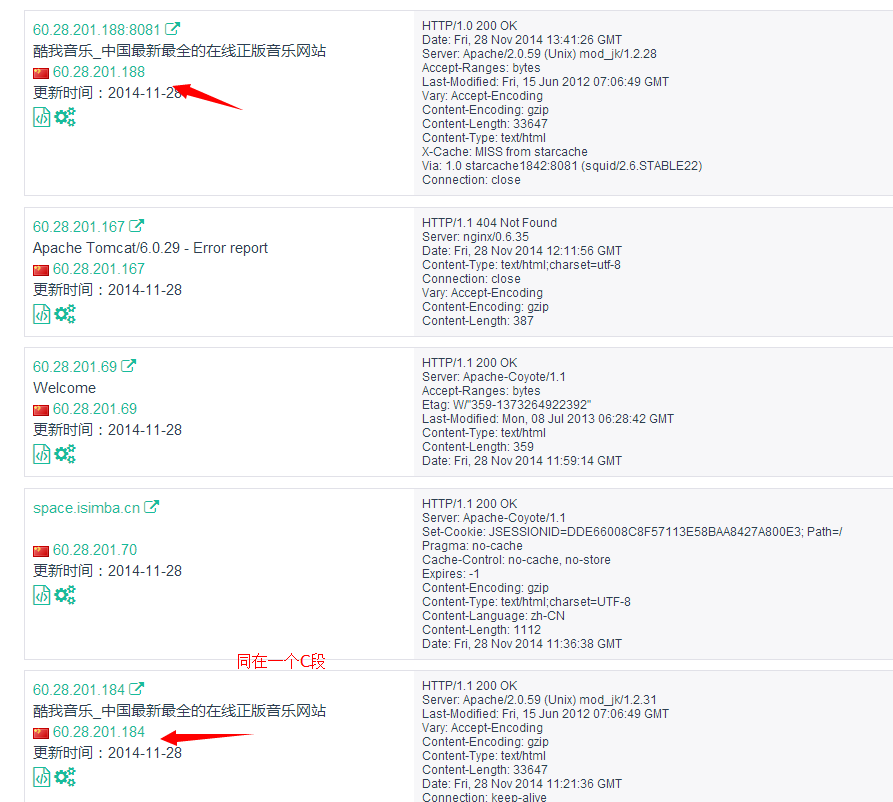 60.28.201.188:8081
酷我音乐_中国最新最全的在线正版音乐网站
60.28.201.188
更新时间：2014-11-28
HTTP/1.0 200 OK
Date: Fri, 28 Nov 2014 13:41:26 GMT
Server: Apache/2.0.59 (Unix) mod_jk/1.2.28
Accept-Ranges: bytes
Last-Modified: Fri, 15 Jun 2012 07:06:49 GMT
Vary: Accept-Encoding
Content-Encoding: gzip
Content-Length: 33647
Content-Type: text/html
X-Cache: MISS from starcache
Via: 1.0 starcache1842:8081 (squid/2.6.STABLE22)
Connection: close
60.28.201.167
Apache Tomcat/6.0.29 - Error report
60.28.201.167
更新时间：2014-11-28
HTTP/1.1 404 Not Found
Server: nginx/0.6.35
Date: Fri, 28 Nov 2014 12:11:56 GMT
Content-Type: text/html;charset=utf-8
Connection: close
Vary: Accept-Encoding
Content-Encoding: gzip
Content-Length: 387
60.28.201.69
Welcome
60.28.201.69
更新时间：2014-11-28
HTTP/1.1 200 OK
Server: Apache-Coyote/1.1
Accept-Ranges: bytes
Etag: W/"359-1373264922392"
Last-Modified: Mon, 08 Jul 2013 06:28:42 GMT
Content-Type: text/html
Content-Length: 359
Date: Fri, 28 Nov 2014 11:59:14 GMT
space.isimba.cn
60.28.201.70
更新时间：2014-11-28
HTTP/1.1 200 OK
Server: Apache-Coyote/1.1
Set-Cookie: JSESSIONID=DDE66008C8F57113E58BAA8427A800E3; Path=/
Pragma: no-cache
Cache-Control: no-cache, no-store
Expires: -1
Content-Encoding: gzip
Content-Type: text/html;charset=UTF-8
Content-Language: zh-CN
Content-Length: 1112
Date: Fri, 28 Nov 2014 11:36:38 GMT
同在一个C段
60.28.201.184
酷我音乐_中国最新最全的在线正版音乐网站
60.28.201.184
更新时间：2014-11-28
HTTP/1.1 200 OK
Server: Apache/2.0.59 (Unix) mod_jk/1.2.31
Last-Modified: Fri, 15 Jun 2012 07:06:49 GMT
Vary: Accept-Encoding
Content-Encoding: gzip
Content-Type: text/html
Content-Length: 33647
Date: Fri, 28 Nov 2014 11:21:36 GMT
Connection: keep-alive